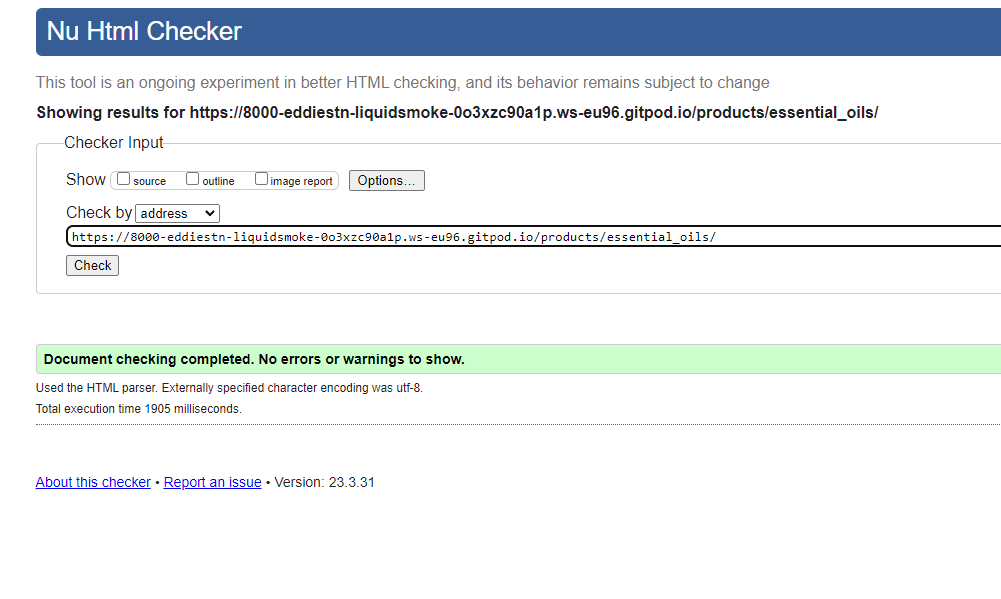 Nu Html Checker
This tool is an ongoing experiment in better HTML checking, and its behavior remains subject to change
Showing results for https://8000-eddiestn-liquidsmoke-0o3xzc90a1p.ws-eu96.gitpod.io/products/essential_oils/
Checker Input
Show source outline image report Options...
Check by address
https://8000-eddiestn-liquidsmoke-0o3xzc90a1p.ws-eu96.gitpod.io/products/essential_oils/
Check
Document checking completed. No errors or warnings to show.
Used the HTML parser. Externally specified character encoding was utf-8.
Total execution time 1905 milliseconds.
About this checker • Report an issue • Version: 23.3.31